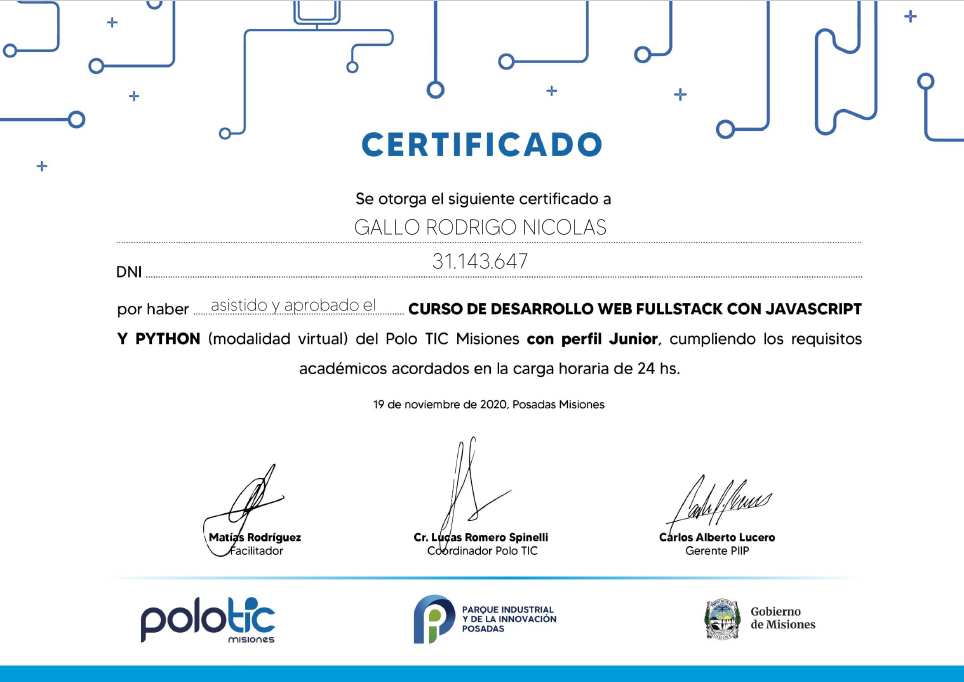 CERTIFICADO
Se otorga el siguiente certificado a
GALLO RODRIGO NICOLAS
DNI 31.143.647
por haber asistido y aprobado el CURSO DE DESARROLLO WEB FULLSTACK CON JAVASCRIPT
Y PYTHON (modalidad virtual) del Polo TIC Misiones con perfil Junior, cumpliendo los requisitos
académicos acordados en la carga horaria de 24 hs.
19 de noviembre de 2020, Posadas Misiones
Matías Rodríguez
Facilitador
Cr. Lucas Romero Spinelli
Coordinador Polo TIC
Carlos Alberto Lucero
Gerente PIIP
polotic
misiones
PARQUE INDUSTRIAL
Y DE LA INNOVACIÓN
POSADAS
Gobierno
de Misiones